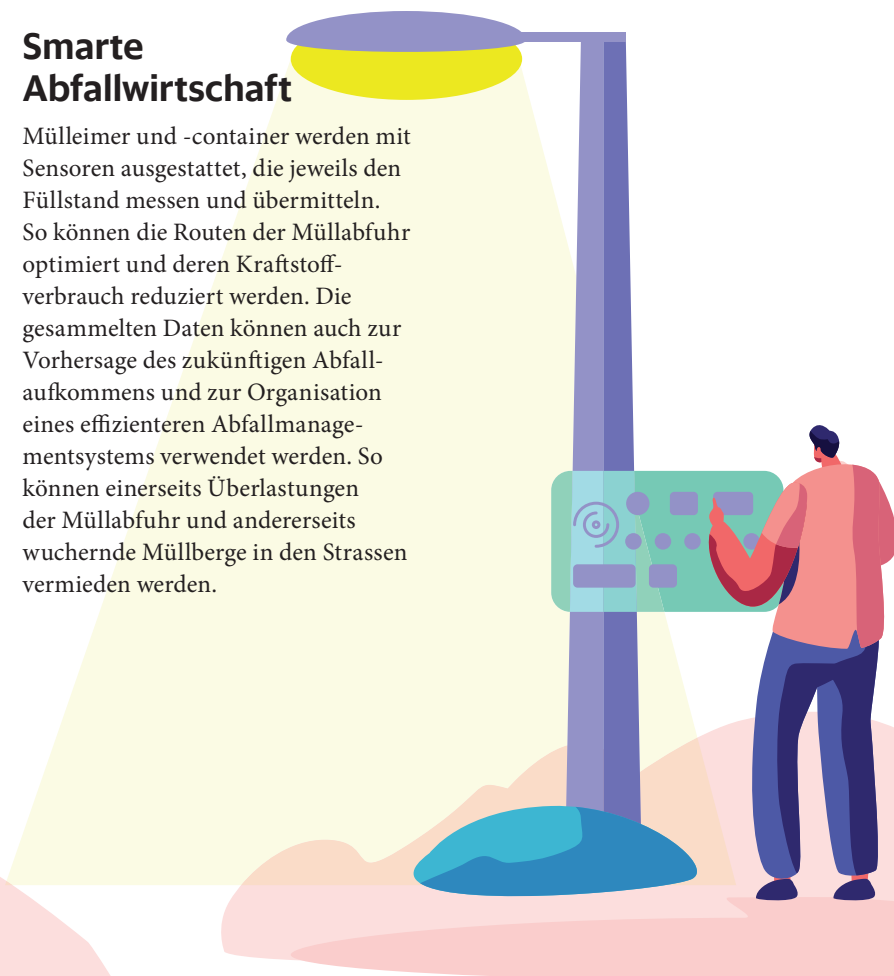 Smarte
Abfallwirtschaft
Mülleimer und -container werden mit
Sensoren ausgestattet, die jeweils den
Füllstand messen und übermitteln.
So können die Routen der Müllabfuhr
optimiert und deren Kraftstoff-
verbrauch reduziert werden. Die
gesammelten Daten können auch zur
Vorhersage des zukünftigen Abfall-
aufkommens und zur Organisation
eines effizienteren Abfallmanage-
mentsystems verwendet werden. So
können einerseits Überlastungen
der Müllabfuhr und andererseits
wuchernde Müllberge in den Strassen
vermieden werden.